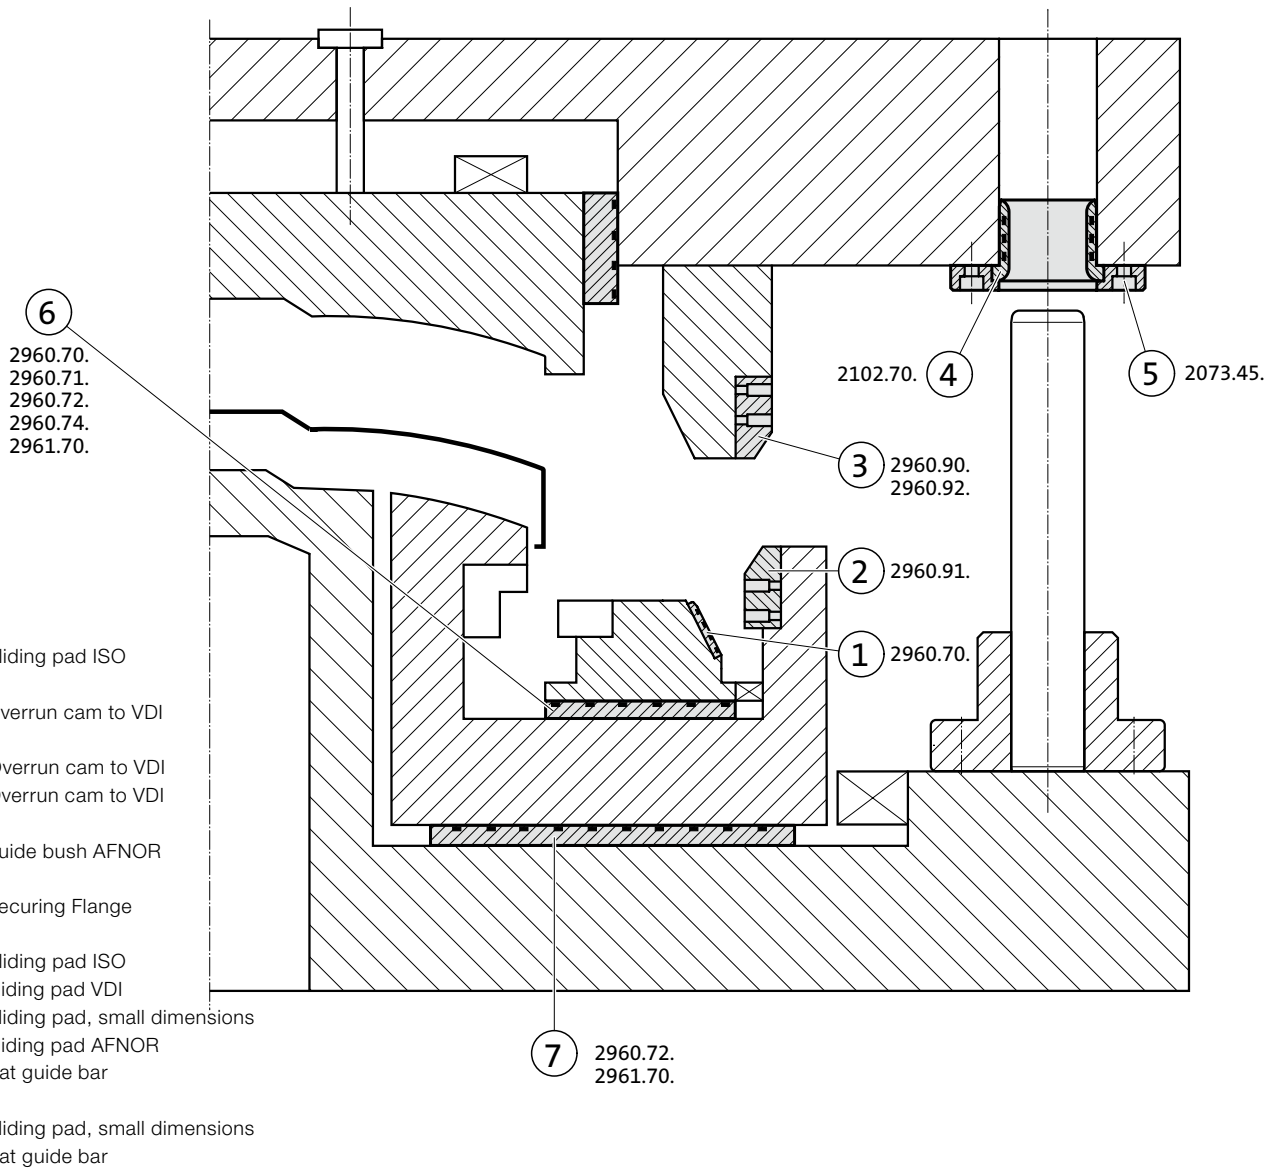 6
2960.70.
2960.71.
2960.72.
2960.74.
2961.70.
2102.70. 4
5 2073.45.
3 2960.90.
2960.92.
2 2960.91.
1 2960.70.
7 2960.72.
2961.70.
liding pad ISO
verrun cam to VDI
verrun cam to VDI
verrun cam to VDI
uide bush AFNOR
ecuring Flange
liding pad ISO
iding pad VDI
liding pad, small dimensions
iding pad AFNOR
at guide bar
liding pad, small dimensions
at guide bar